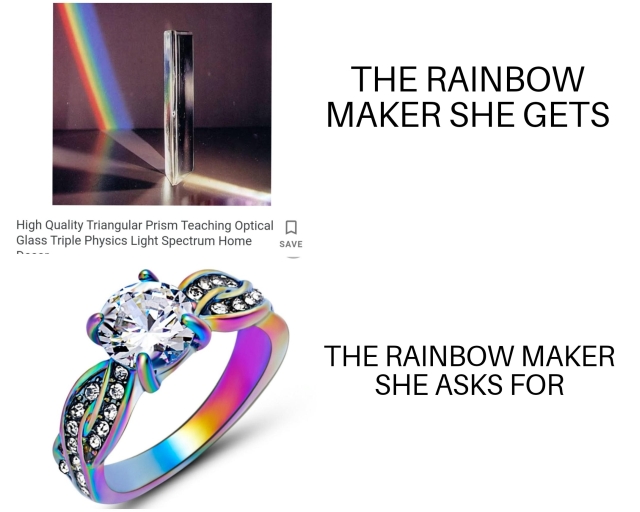 THE RAINBOW
MAKER SHE GETS
High Quality Triangular Prism Teaching Optical
Glass Triple Physics Light Spectrum Home
SAVE
THE RAINBOW MAKER
SHE ASKS FOR